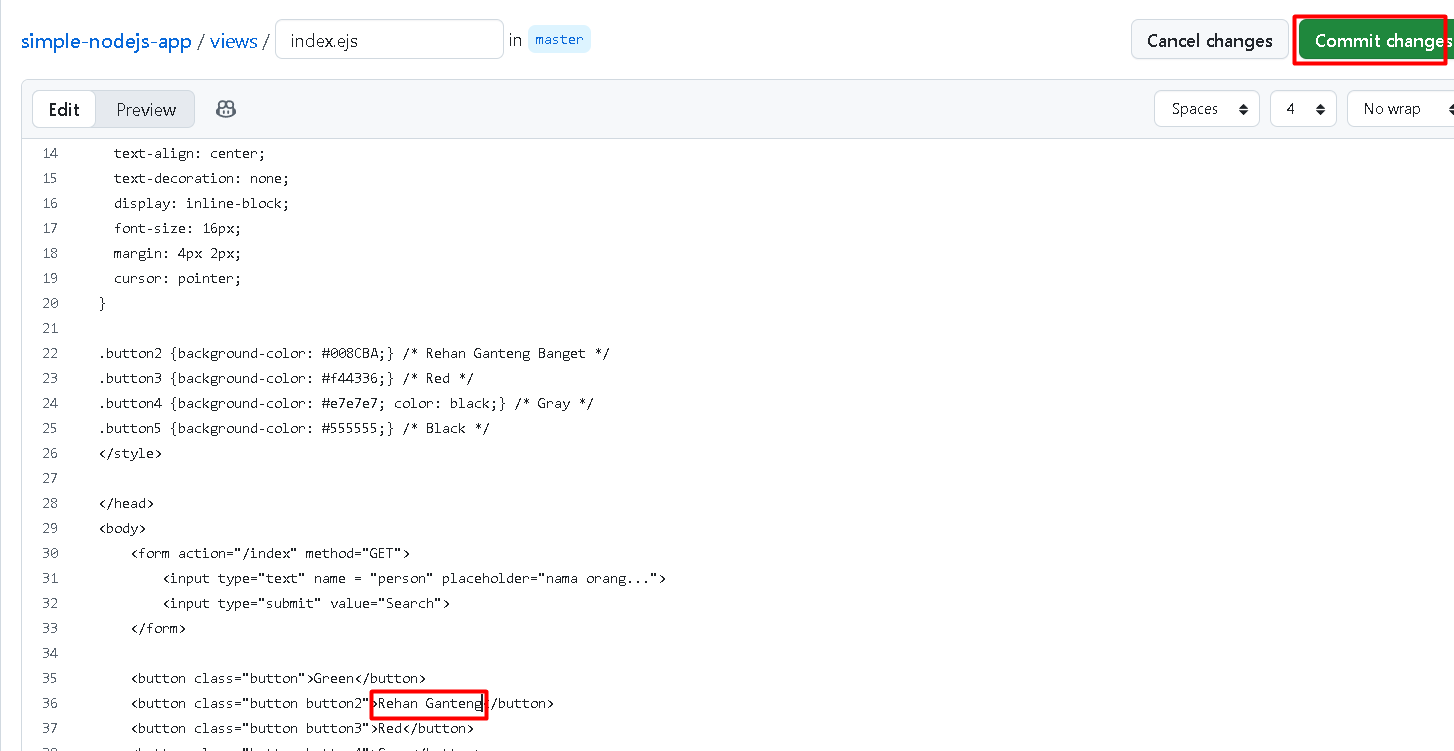 simple-nodejs-app / views / index.ejs in master Cancel changes Commit changes
Edit Preview Spaces 4 No wrap
14 text-align: center;
15 text-decoration: none;
16 display: inline-block;
17 font-size: 16px;
18 margin: 4px 2px;
19 cursor: pointer;
20 }
21
22 .button2 {background-color: #008CBA;} /* Rehan Ganteng Banget */
23 .button3 {background-color: #f44336;} /* Red */
24 .button4 {background-color: #e7e7e7; color: black;} /* Gray */
25 .button5 {background-color: #555555;} /* Black */
26 </style>
27
28 </head>
29 <body>
30 <form action="/index" method="GET">
31 <input type="text" name = "person" placeholder="nama orang...">
32 <input type="submit" value="Search">
33 </form>
34
35 <button class="button">Green</button>
36 <button class="button button2">Rehan Ganteng</button>
37 <button class="button button3">Red</button>